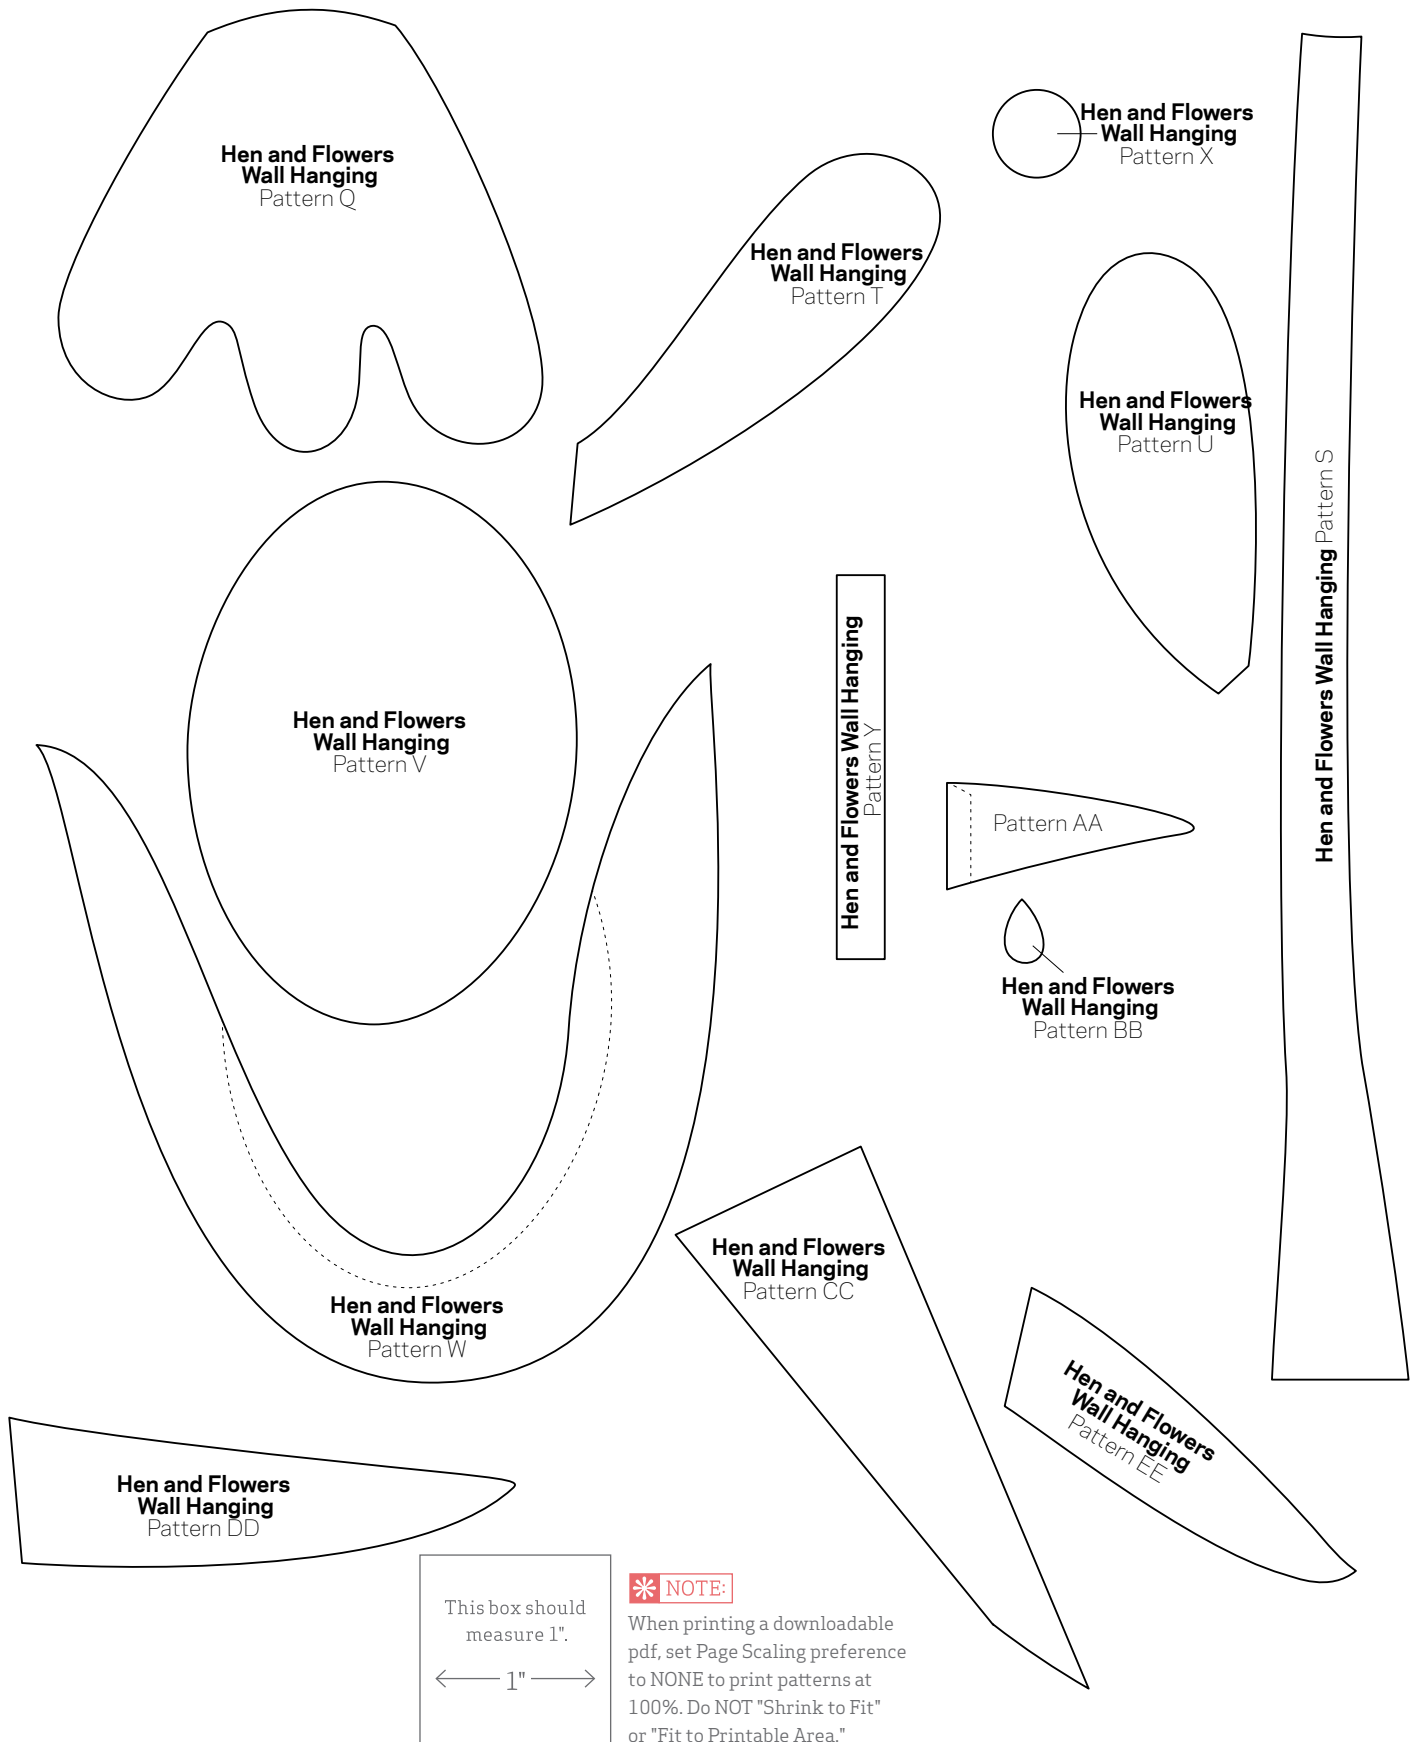 Hen and Flowers
Wall Hanging
Pattern Q
Hen and Flowers
Wall Hanging
Pattern X
Hen and Flowers
Wall Hanging
Pattern T
Hen and Flowers
Wall Hanging
Pattern U
Hen and Flowers Wall Hanging Pattern S
Hen and Flowers
Wall Hanging
Pattern V
Hen and Flowers Wall Hanging
Pattern Y
Pattern AA
Hen and Flowers
Wall Hanging
Pattern BB
Hen and Flowers
Wall Hanging
Pattern CC
Hen and Flowers
Wall Hanging
Pattern W
Hen and Flowers
Wall Hanging
Pattern EE
Hen and Flowers
Wall Hanging
Pattern DD
This box should
measure 1".
1"
NOTE:
When printing a downloadable
pdf, set Page Scaling preference
to NONE to print patterns at
100%. Do NOT "Shrink to Fit"
or "Fit to Printable Area."